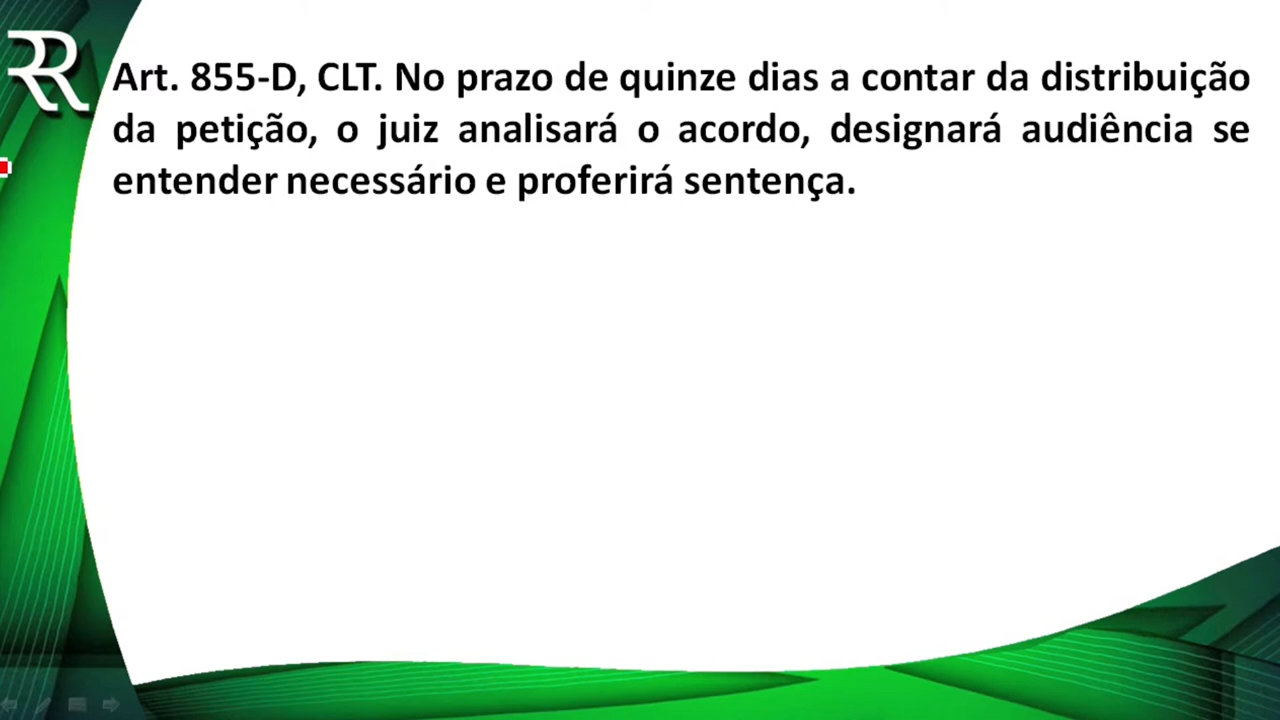 RR
Art. 855-D, CLT. No prazo de quinze dias a contar da distribuição
da petição, o juiz analisará o acordo, designará audiência se
entender necessário e proferirá sentença.